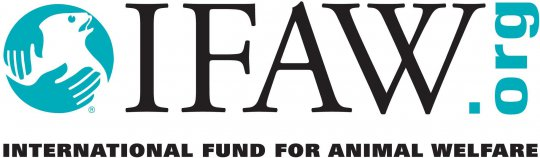 IFAW.org
®
INTERNATIONAL FUND FOR ANIMAL WELFARE